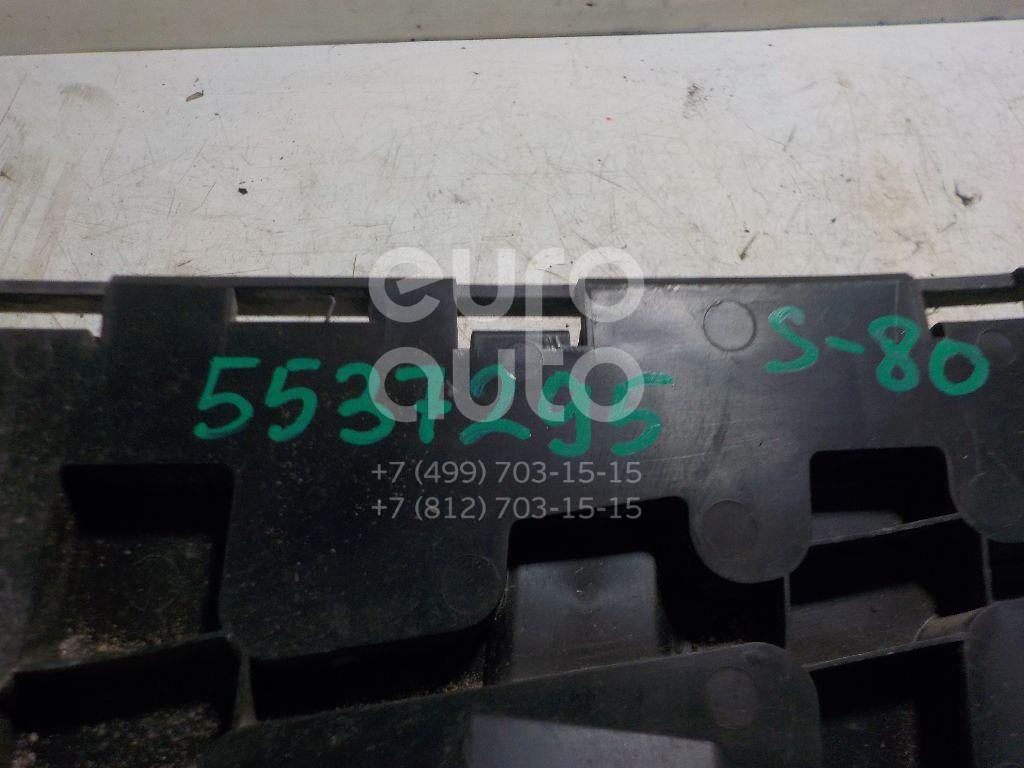 euro
auto
5537295
S-80
+7 (499) 703-15-15
+7 (812) 703-15-15